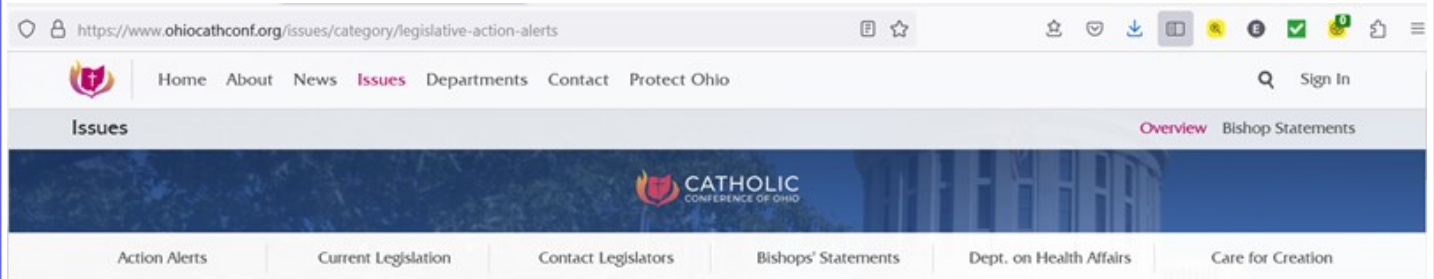 https://www.ohiocathconf.org/issues/category/legislative-action-alerts
E
0
Home About News Issues Departments Contact Protect Ohio Sign In
Issues Overview Bishop Statements
CATHOLIC
CONFERENCE OF OHIO
Action Alerts Current Legislation Contact Legislators Bishops' Statements Dept. on Health Affairs Care for Creation